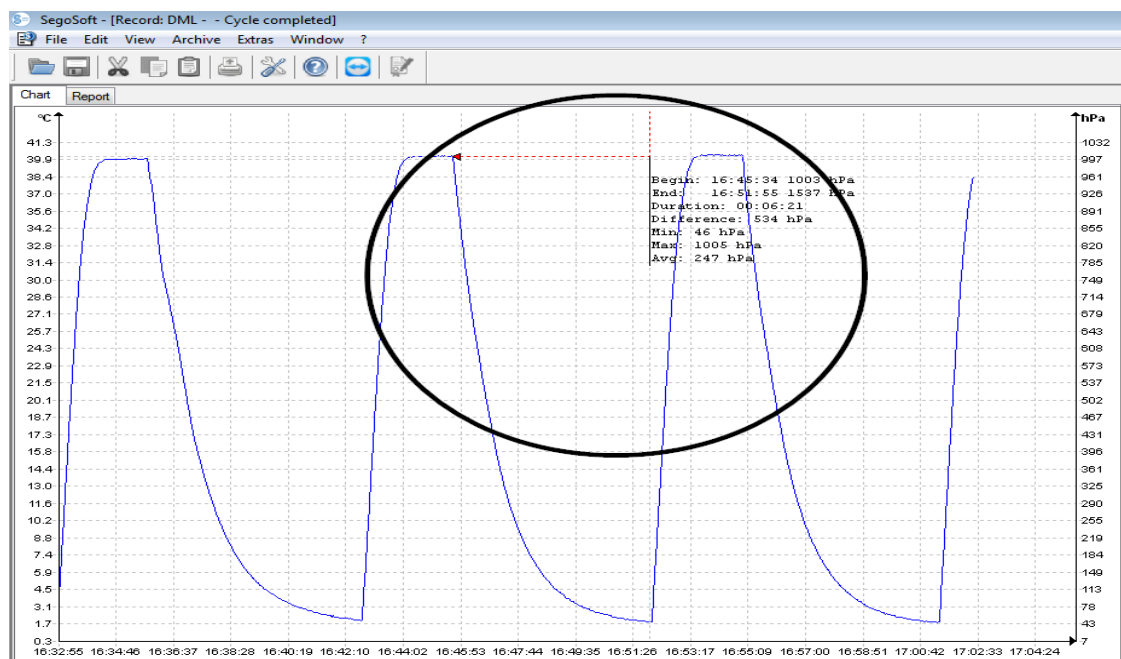 SegoSoft - [Record: DML -  - Cycle completed]
File Edit View Archive Extras Window ?
Chart Report
°C hPa
41.3 1032
39.9 997
38.4 961
37.0 926
35.6 891
34.2 855
32.8 820
31.4 785
30.0 749
28.6 714
27.1 679
25.7 643
24.3 608
22.9 573
21.5 537
20.1 502
18.7 467
17.3 431
15.8 396
14.4 361
13.0 325
11.6 290
10.2 255
8.8 219
7.4 184
5.9 149
4.5 113
3.1 78
1.7 43
0.3 7
Begin: 16:45:34 1003 hPa
End: 16:51:55 1537 hPa
Duration: 00:06:21
Difference: 534 hPa
Min: 46 hPa
Max: 1005 hPa
Avg: 247 hPa
16:32:55 16:34:46 16:36:37 16:38:28 16:40:19 16:42:10 16:44:02 16:45:53 16:47:44 16:49:35 16:51:26 16:53:17 16:55:09 16:57:00 16:58:51 17:00:42 17:02:33 17:04:24